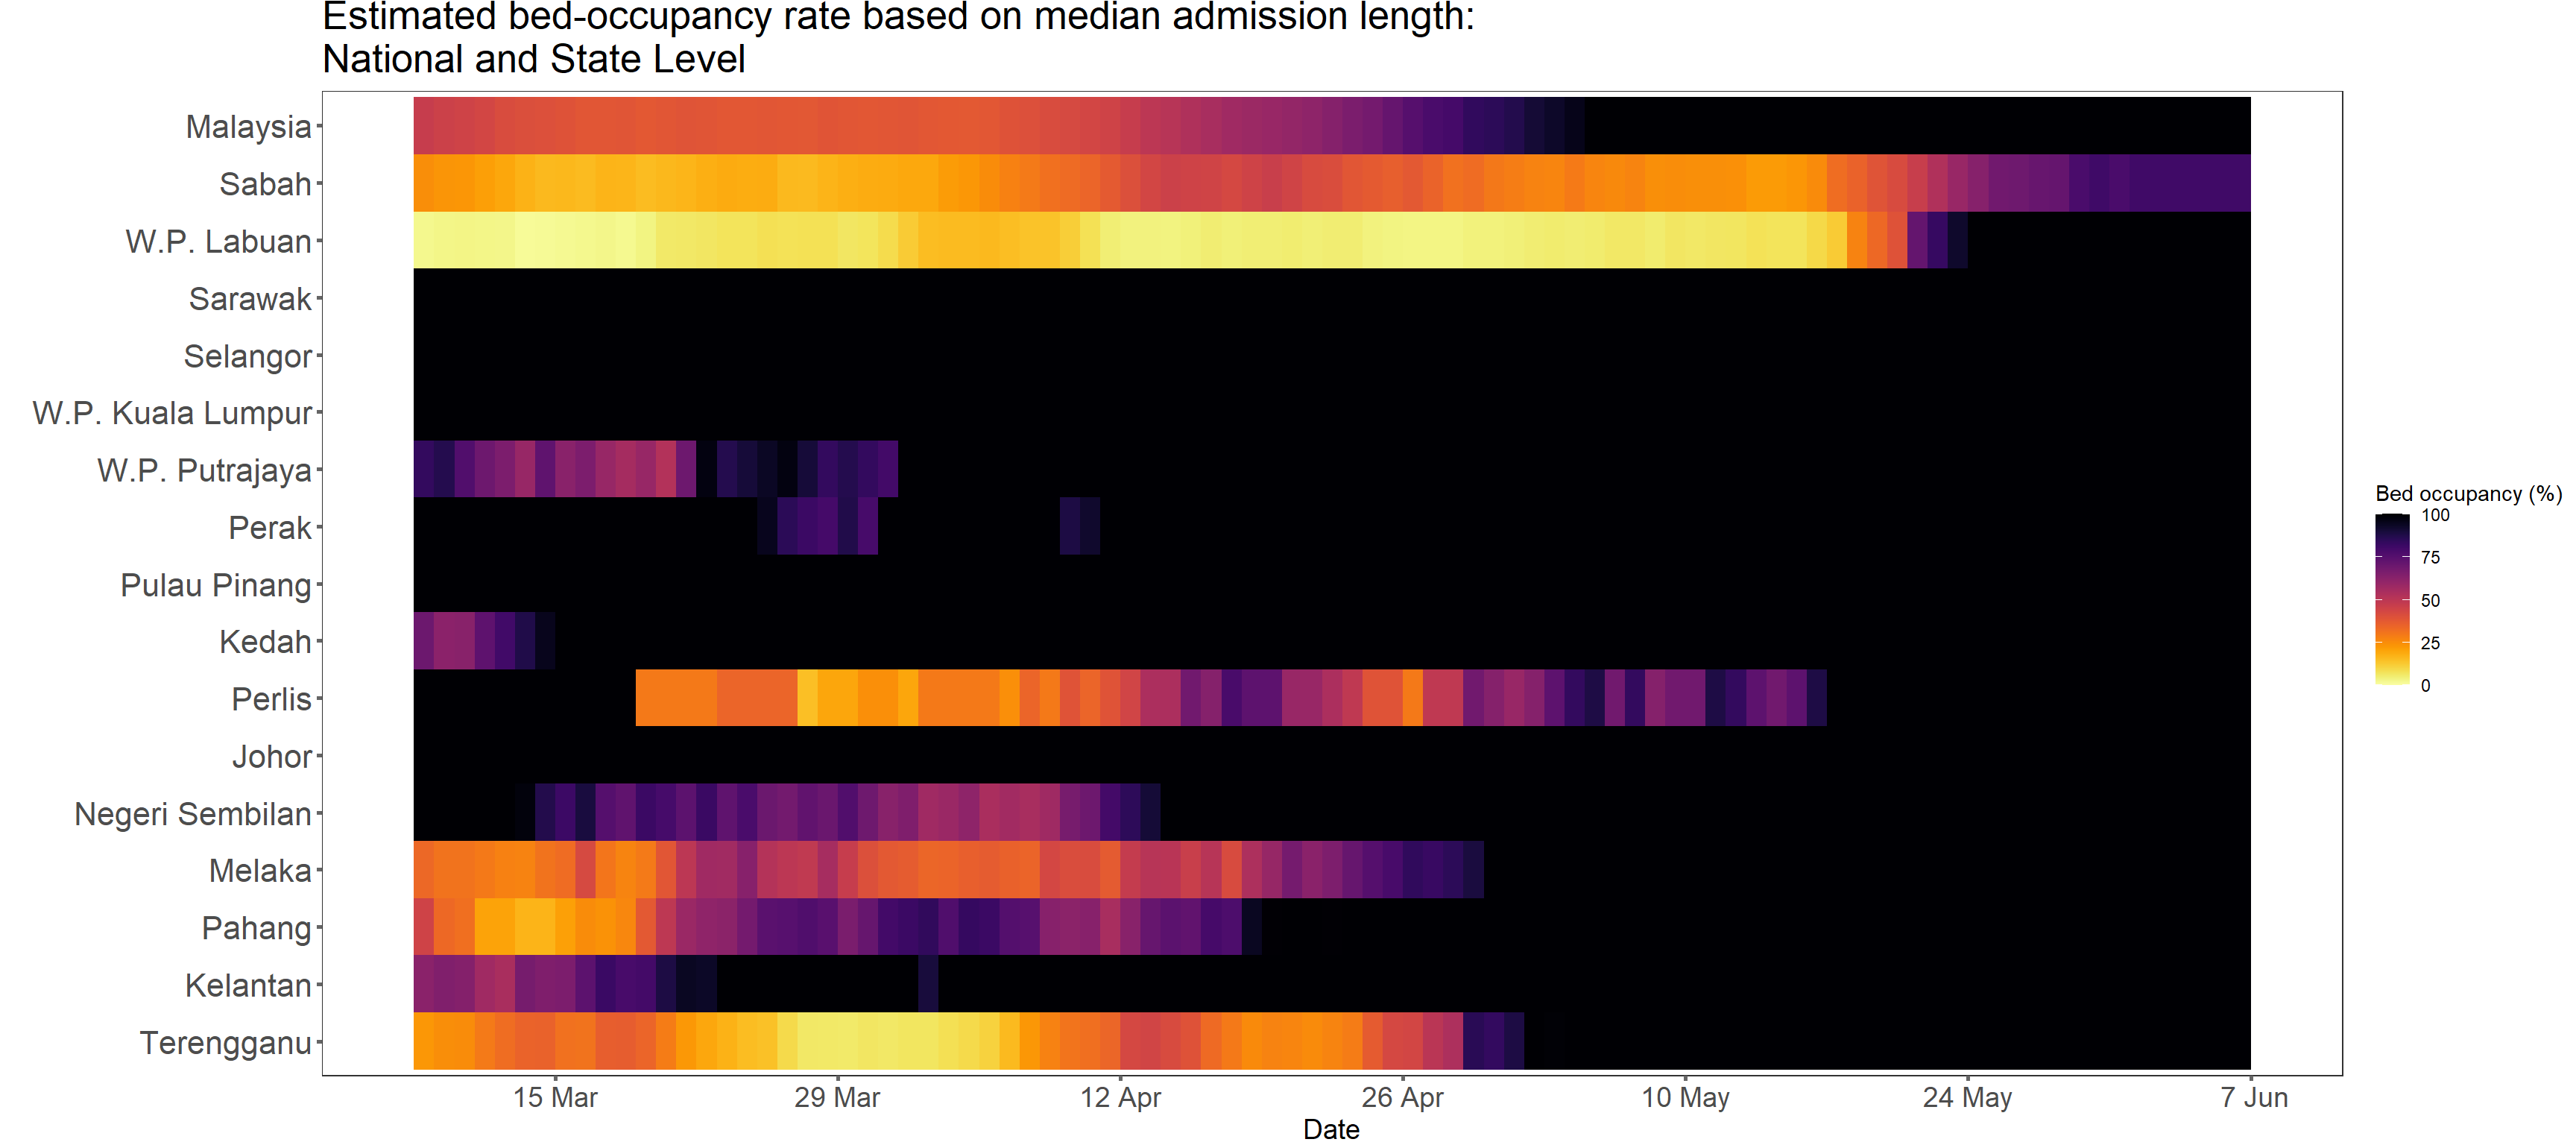 Estimated bed-occupancy rate based on median admission length:
National and State Level
Malaysia
Sabah
W.P. Labuan
Sarawak
Selangor
W.P. Kuala Lumpur
W.P. Putrajaya
Perak
Pulau Pinang
Kedah
Perlis
Johor
Negeri Sembilan
Melaka
Pahang
Kelantan
Terengganu
15 Mar
29 Mar
12 Apr
26 Apr
10 May
24 May
7 Jun
Date
Bed occupancy (%)
100
75
50
25
0